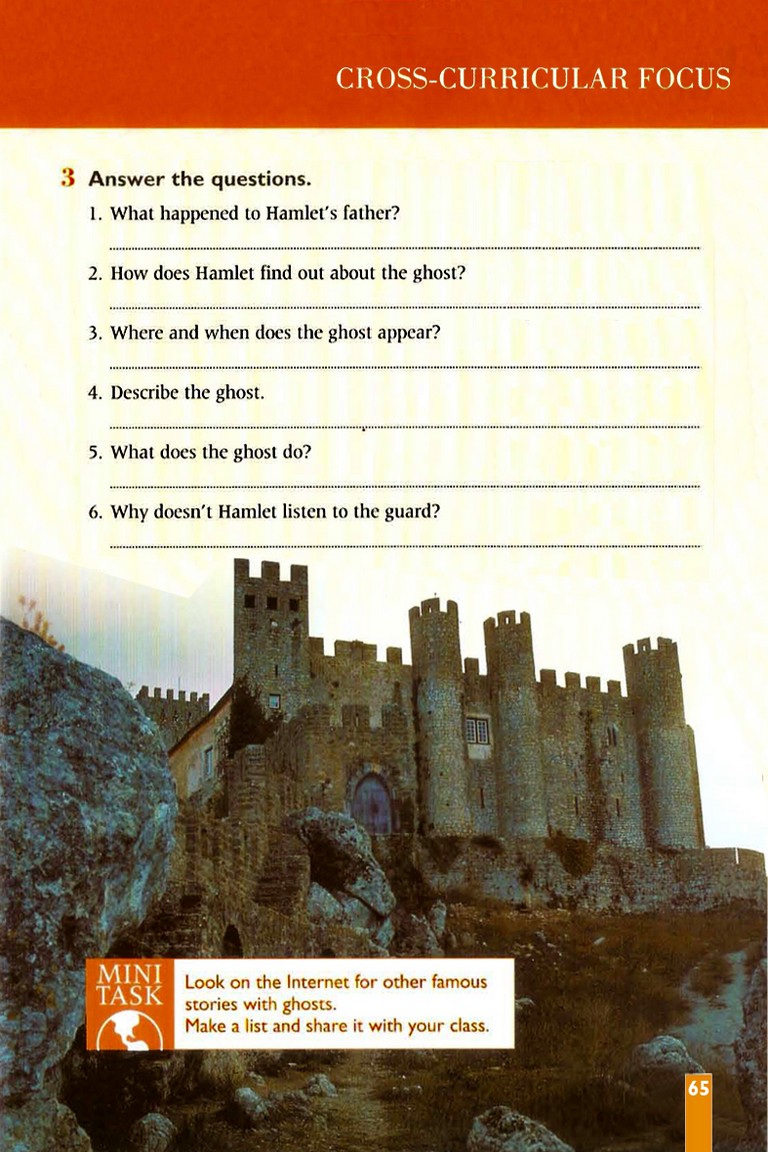 CROSS-CURRICULAR FOCUS
3 Answer the questions.
1. What happened to Hamlet's father?
2. How does Hamlet find out about the ghost?
3. Where and when does the ghost appear?
4. Describe the ghost.
5. What does the ghost do?
6. Why doesn't Hamlet listen to the guard?
MINI
TASK
Look on the Internet for other famous
stories with ghosts.
Make a list and share it with your class.
65